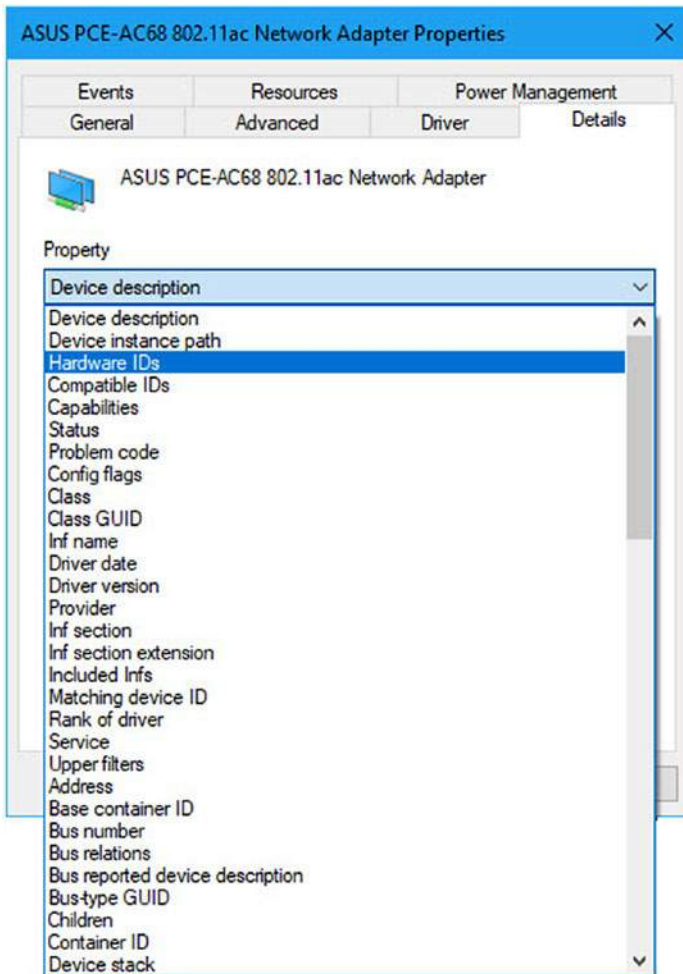 ASUS PCE-AC68 802.11ac Network Adapter Properties
Events Resources Power Management
General Advanced Driver Details
ASUS PCE-AC68 802.11ac Network Adapter
Property
Device description
Device description
Device instance path
Hardware IDs
Compatible IDs
Capabilities
Status
Problem code
Config flags
Class
Class GUID
Inf name
Driver date
Driver version
Provider
Inf section
Inf section extension
Included Infs
Matching device ID
Rank of driver
Service
Upper filters
Address
Base container ID
Bus number
Bus relations
Bus reported device description
Bus-type GUID
Children
Container ID
Device stack